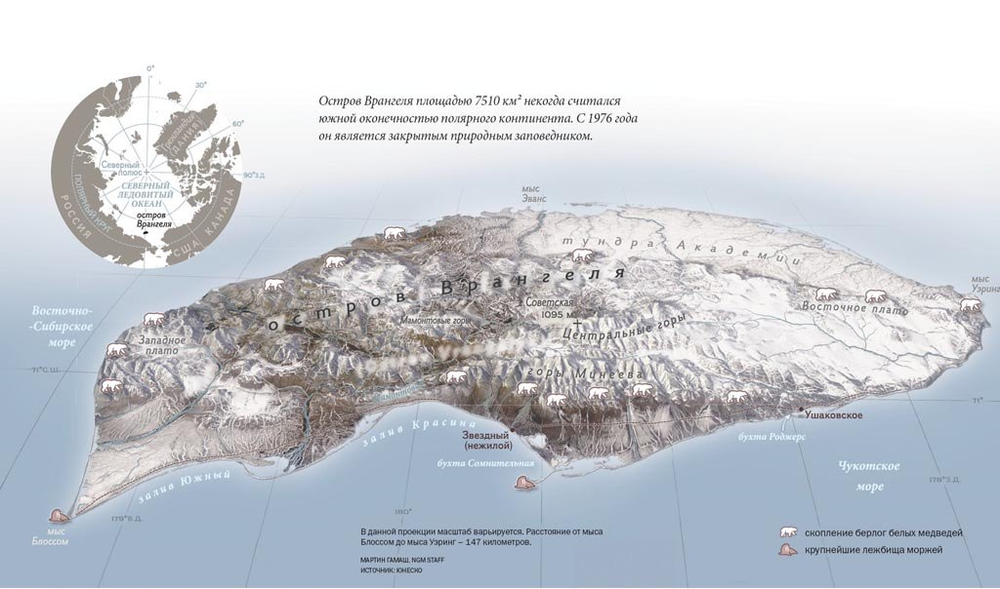 Остров Врангеля площадью 7510 км² некогда считался
южной оконечностью полярного континента. С 1976 года
он является закрытым природным заповедником.
0°
30°
60°
90°З.Д.
Гренландия
ДАНИЯ
Северный
полюс
СЕВЕРНЫЙ
ЛЕДОВИТЫЙ
ОКЕАН
остров
Врангеля
ПОЛЯРНЫЙ КРУГ
РОССИЯ
США
КАНАДА
мыс
Эванс
тундра Академии
мыс
Уэринг
остров Врангеля
Восточно-
-Сибирское
море
г. Советская
1095 м
Мамонтовые горы
Центральные горы
Восточное плато
Западное
плато
71°С.Ш.
горы Минеева
71°
Ушаковское
залив Красина
Звездный
(нежилой)
бухта Роджерс
бухта Сомнительная
Чукотское
море
залив Южный
178°З.Д.
179°В.Д.
180°
мыс
Блоссом
В данной проекции масштаб варьируется. Расстояние от мыса
Блоссом до мыса Уэринг – 147 километров.
МАРТИН ГАМАШ, NGM STAFF
ИСТОЧНИК: ЮНЕСКО
скопление берлог белых медведей
крупнейшие лежбища моржей